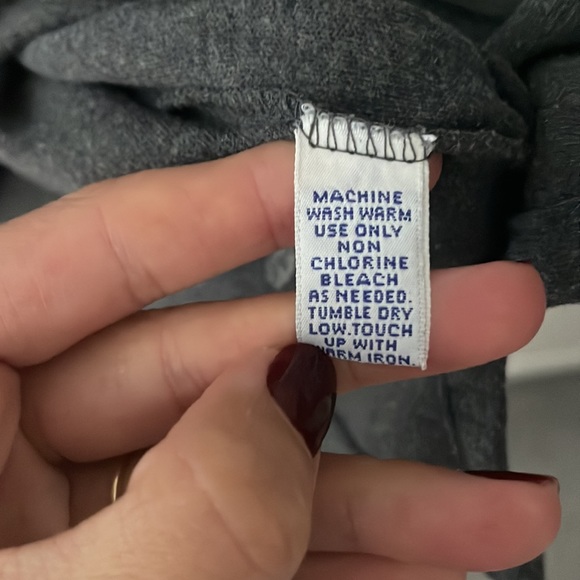 MACHINE
WASH WARM
USE ONLY
NON
CHLORINE
BLEACH
AS NEEDED.
TUMBLE DRY
LOW.TOUCH
UP WITH
WARM IRON.